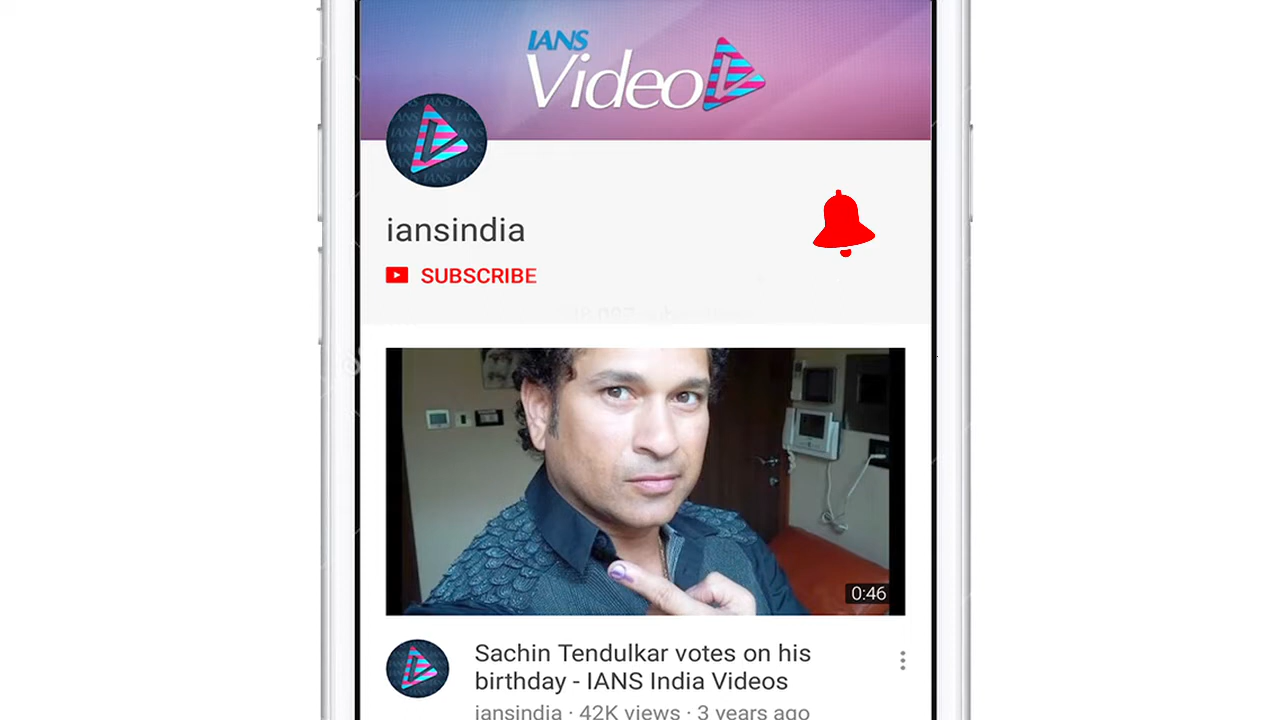 IANS
Video
iansindia
SUBSCRIBE
0:46
Sachin Tendulkar votes on his
birthday - IANS India Videos
iansindia · 42K views · 3 years ago